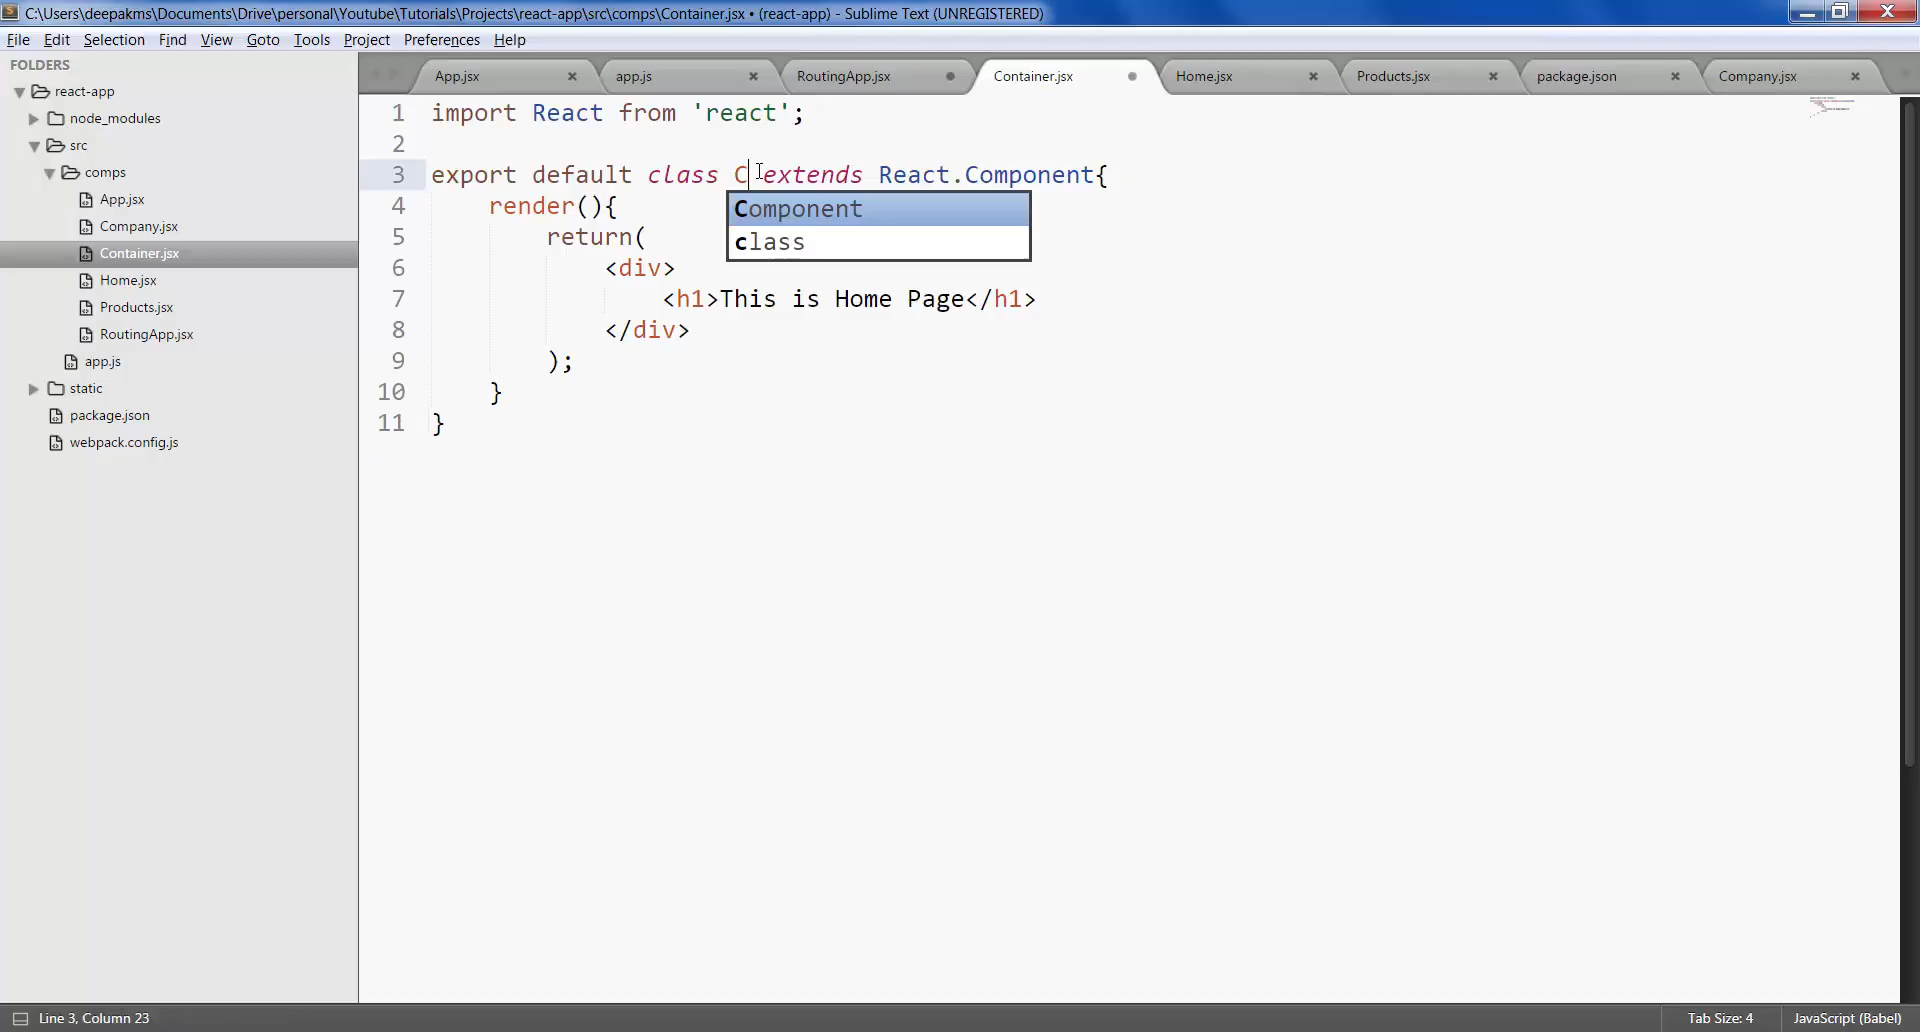 C:\Users\deepakms\Documents\Drive\personal\Youtube\Tutorials\Projects\react-app\src\comps\Container.jsx • (react-app) - Sublime Text (UNREGISTERED)
File Edit Selection Find View Goto Tools Project Preferences Help
FOLDERS
react-app
node_modules
src
comps
App.jsx
Company.jsx
Container.jsx
Home.jsx
Products.jsx
RoutingApp.jsx
app.js
static
package.json
webpack.config.js
App.jsx app.js RoutingApp.jsx Container.jsx Home.jsx Products.jsx package.json Company.jsx
1 import React from 'react';
2
3 export default class C extends React.Component{
4 render(){
5 return(
6 <div>
7 <h1>This is Home Page</h1>
8 </div>
9 );
10 }
11 }
Component
class
Line 3, Column 23
Tab Size: 4 JavaScript (Babel)